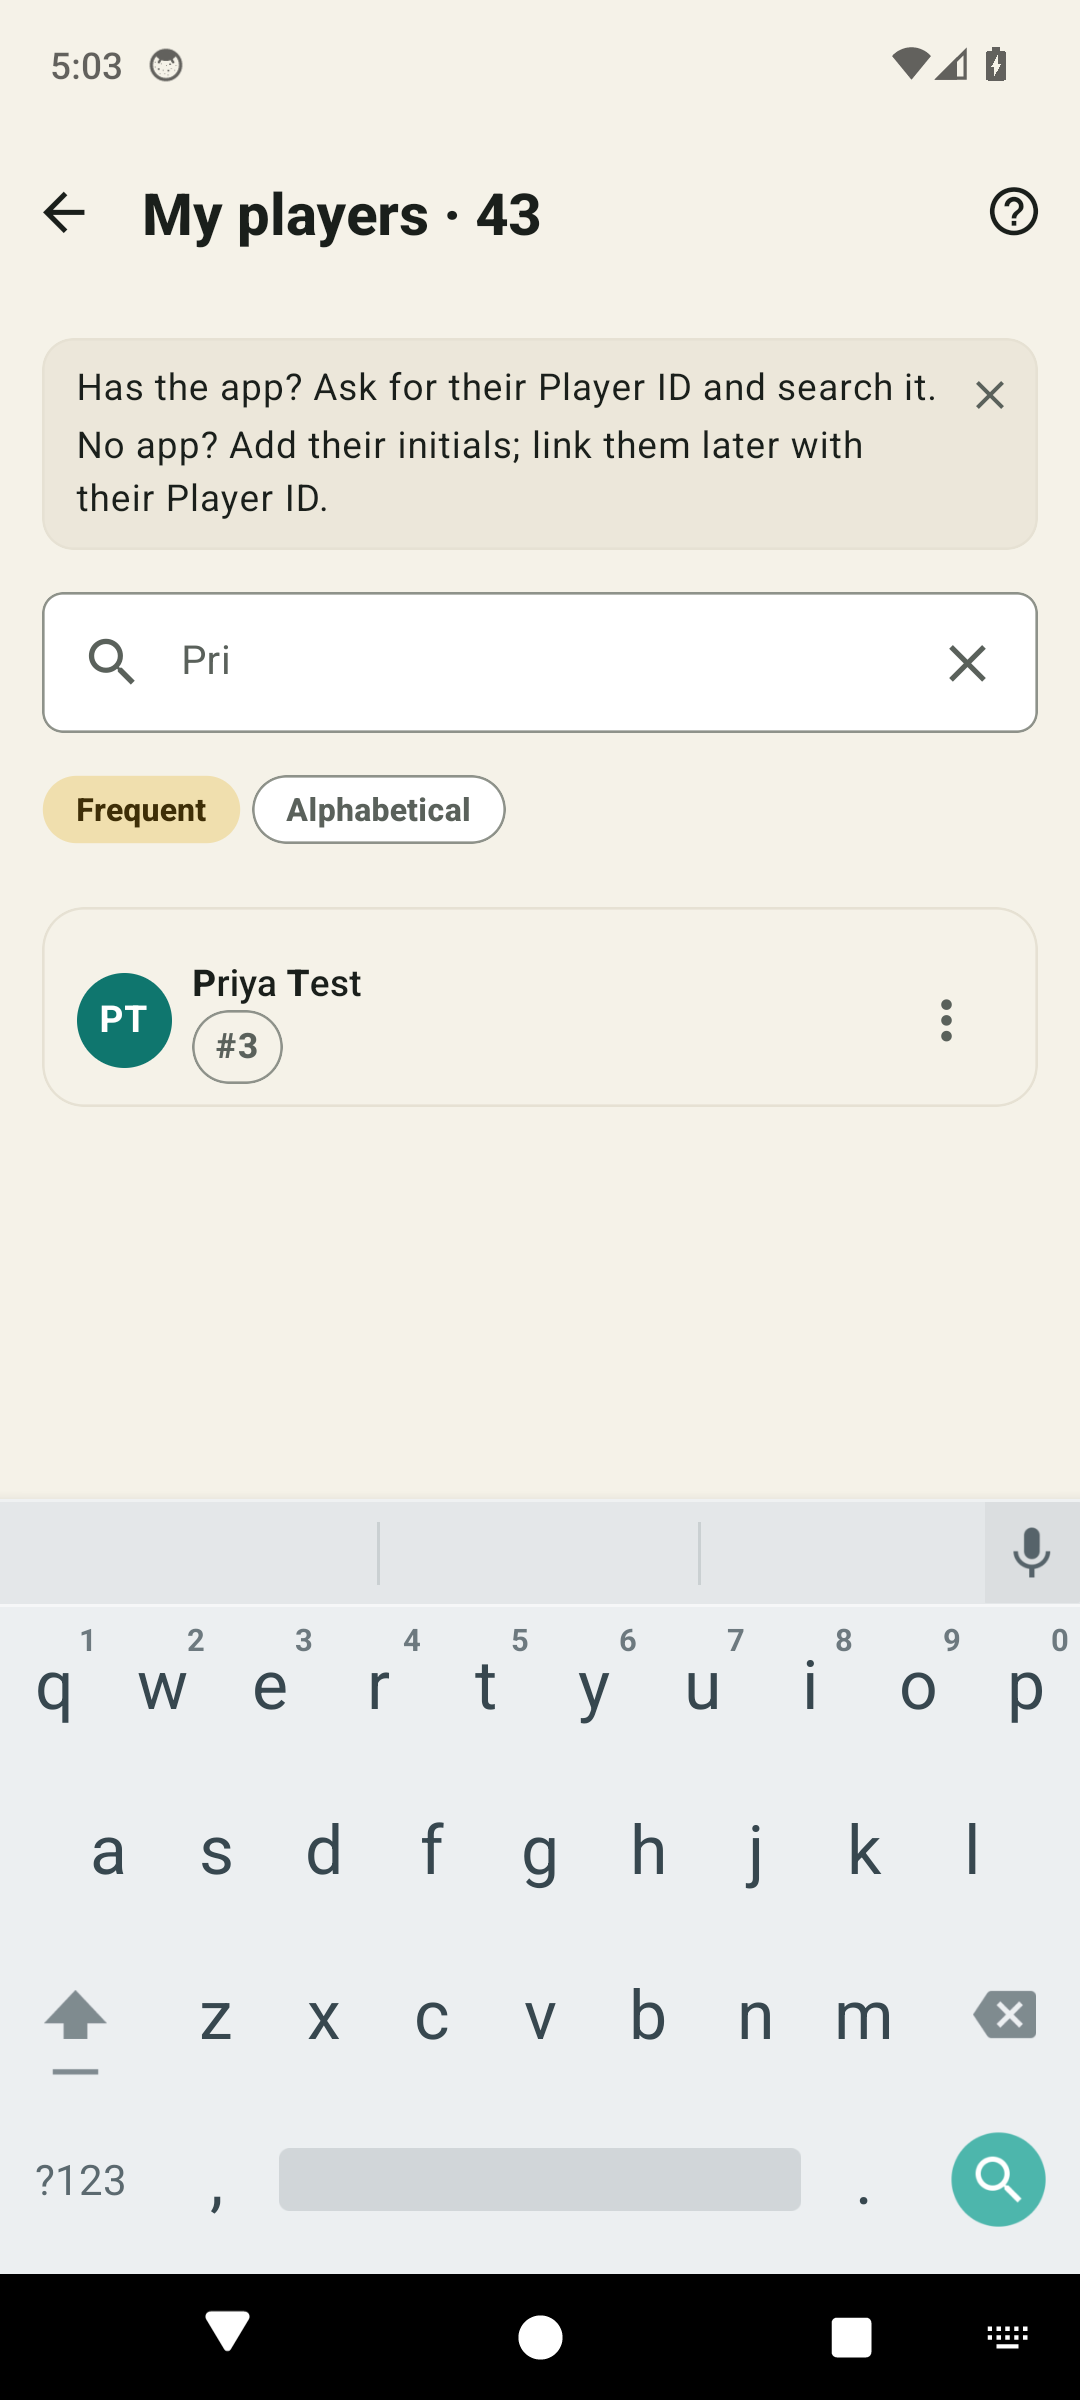 5:03
My players · 43
Has the app? Ask for their Player ID and search it.
No app? Add their initials; link them later with
their Player ID.
Pri
Frequent Alphabetical
PT
Priya Test
#3
1 2 3 4 5 6 7 8 9 0
q w e r t y u i o p
a s d f g h j k l
z x c v b n m
?123 , .